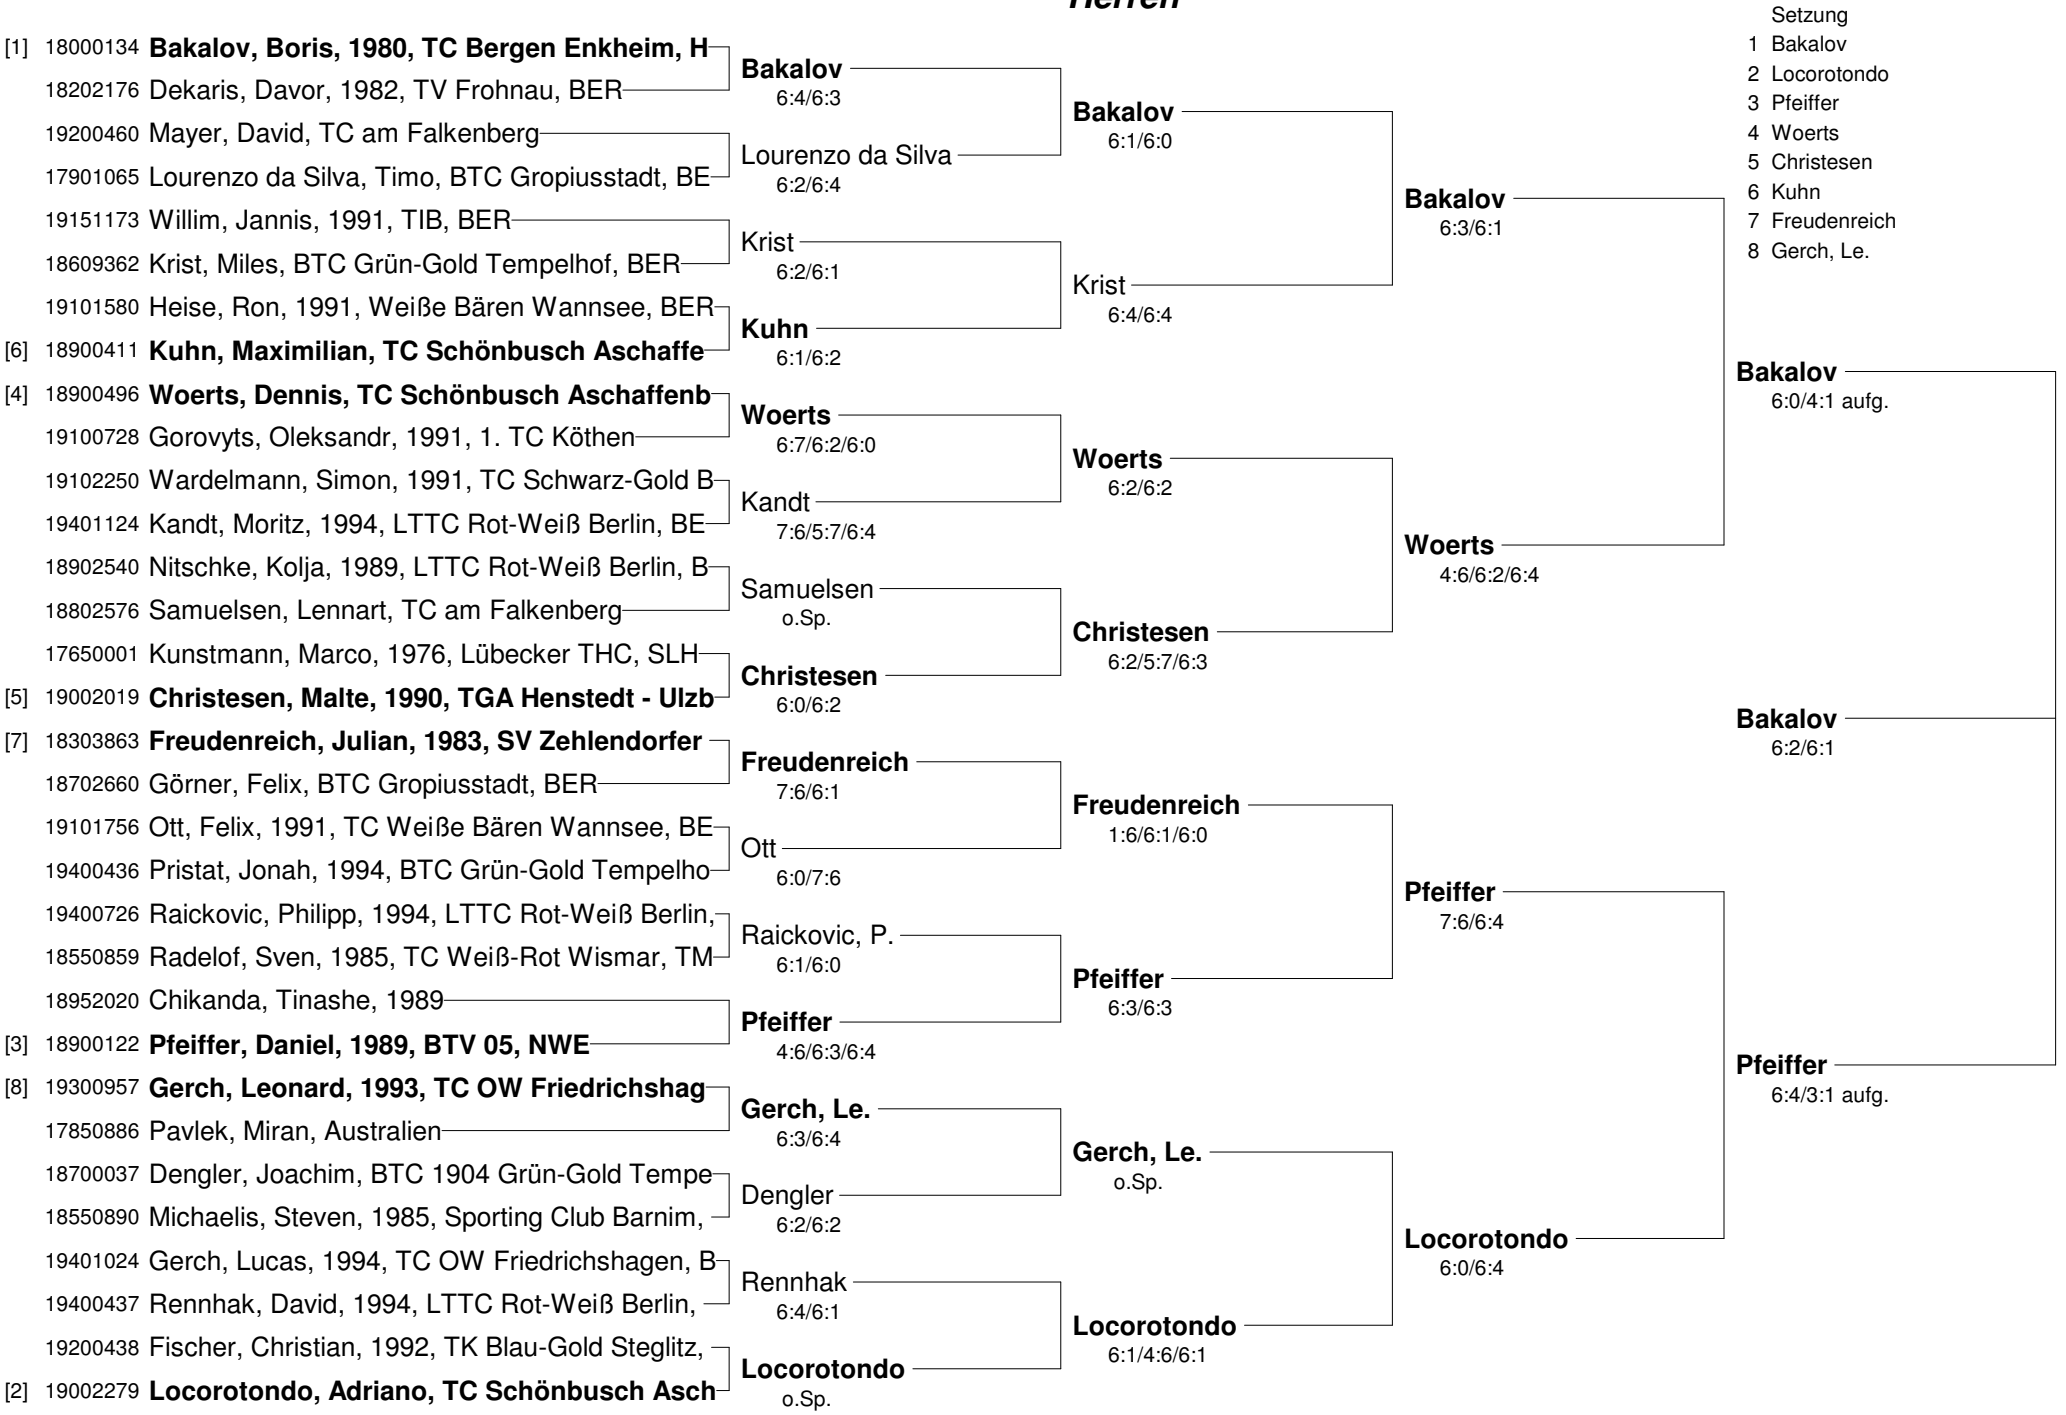 Herren
Setzung
1 Bakalov
2 Locorotondo
3 Pfeiffer
4 Woerts
5 Christesen
6 Kuhn
7 Freudenreich
8 Gerch, Le.
[1] 18000134 Bakalov, Boris, 1980, TC Bergen Enkheim, H
18202176 Dekaris, Davor, 1982, TV Frohnau, BER
19200460 Mayer, David, TC am Falkenberg
17901065 Lourenzo da Silva, Timo, BTC Gropiusstadt, BE
19151173 Willim, Jannis, 1991, TIB, BER
18609362 Krist, Miles, BTC Grün-Gold Tempelhof, BER
19101580 Heise, Ron, 1991, Weiße Bären Wannsee, BER
[6] 18900411 Kuhn, Maximilian, TC Schönbusch Aschaffe
[4] 18900496 Woerts, Dennis, TC Schönbusch Aschaffenb
19100728 Gorovyts, Oleksandr, 1991, 1. TC Köthen
19102250 Wardelmann, Simon, 1991, TC Schwarz-Gold B
19401124 Kandt, Moritz, 1994, LTTC Rot-Weiß Berlin, BE
18902540 Nitschke, Kolja, 1989, LTTC Rot-Weiß Berlin, B
18802576 Samuelsen, Lennart, TC am Falkenberg
17650001 Kunstmann, Marco, 1976, Lübecker THC, SLH
[5] 19002019 Christesen, Malte, 1990, TGA Henstedt - Ulzb
[7] 18303863 Freudenreich, Julian, 1983, SV Zehlendorfer
18702660 Görner, Felix, BTC Gropiusstadt, BER
19101756 Ott, Felix, 1991, TC Weiße Bären Wannsee, BE
19400436 Pristat, Jonah, 1994, BTC Grün-Gold Tempelho
19400726 Raickovic, Philipp, 1994, LTTC Rot-Weiß Berlin,
18550859 Radelof, Sven, 1985, TC Weiß-Rot Wismar, TM
18952020 Chikanda, Tinashe, 1989
[3] 18900122 Pfeiffer, Daniel, 1989, BTV 05, NWE
[8] 19300957 Gerch, Leonard, 1993, TC OW Friedrichshag
17850886 Pavlek, Miran, Australien
18700037 Dengler, Joachim, BTC 1904 Grün-Gold Tempe
18550890 Michaelis, Steven, 1985, Sporting Club Barnim,
19401024 Gerch, Lucas, 1994, TC OW Friedrichshagen, B
19400437 Rennhak, David, 1994, LTTC Rot-Weiß Berlin,
19200438 Fischer, Christian, 1992, TK Blau-Gold Steglitz,
[2] 19002279 Locorotondo, Adriano, TC Schönbusch Asch
Bakalov
6:4/6:3
Lourenzo da Silva
6:2/6:4
Krist
6:2/6:1
Kuhn
6:1/6:2
Woerts
6:7/6:2/6:0
Kandt
7:6/5:7/6:4
Samuelsen
o.Sp.
Christesen
6:0/6:2
Freudenreich
7:6/6:1
Ott
6:0/7:6
Raickovic, P.
6:1/6:0
Pfeiffer
4:6/6:3/6:4
Gerch, Le.
6:3/6:4
Dengler
6:2/6:2
Rennhak
6:4/6:1
Locorotondo
o.Sp.
Bakalov
6:1/6:0
Krist
6:4/6:4
Woerts
6:2/6:2
Christesen
6:2/5:7/6:3
Freudenreich
1:6/6:1/6:0
Pfeiffer
6:3/6:3
Gerch, Le.
o.Sp.
Locorotondo
6:1/4:6/6:1
Bakalov
6:3/6:1
Woerts
4:6/6:2/6:4
Pfeiffer
7:6/6:4
Locorotondo
6:0/6:4
Bakalov
6:0/4:1 aufg.
Bakalov
6:2/6:1
Pfeiffer
6:4/3:1 aufg.